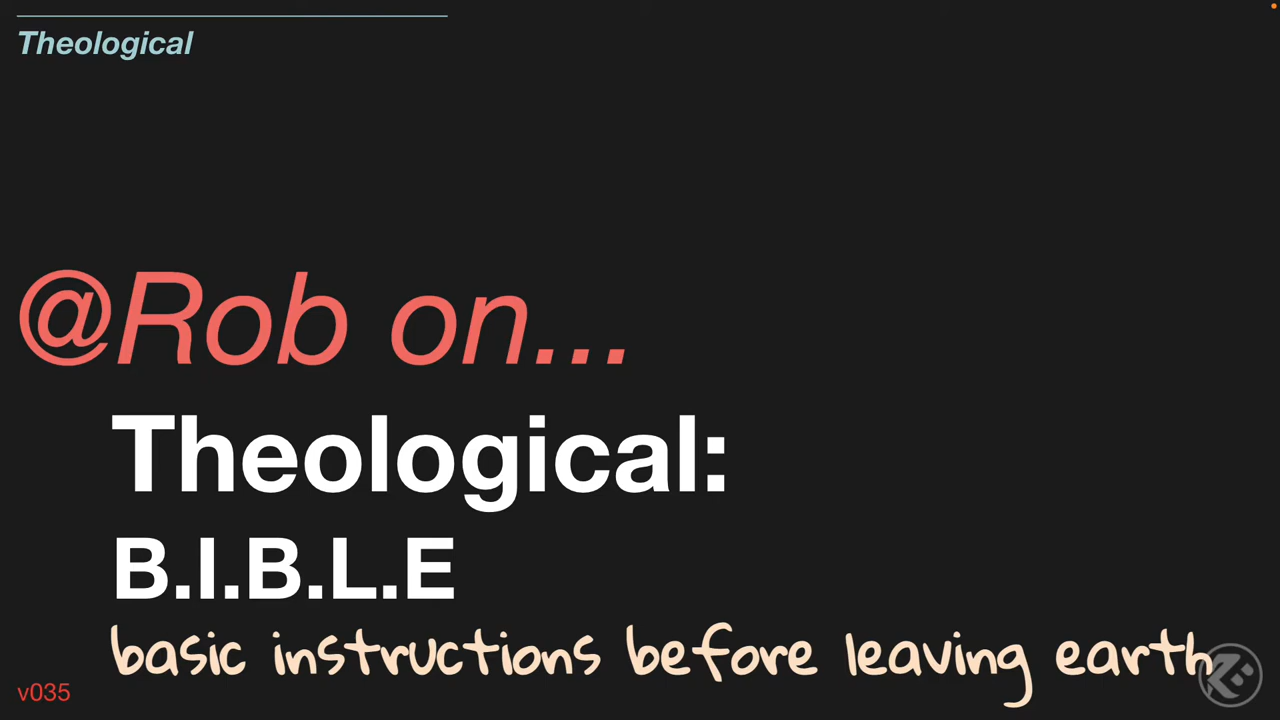 Theological
@Rob on...
Theological:
B.I.B.L.E
basic instructions before leaving earth
v035